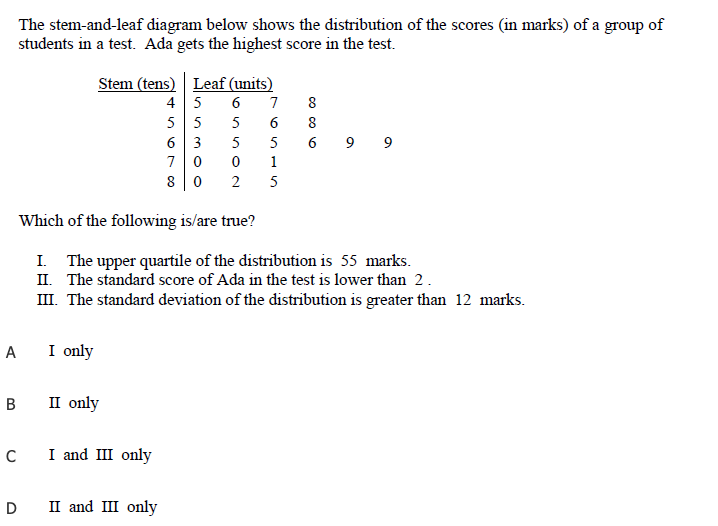 The stem-and-leaf diagram below shows the distribution of the scores (in marks) of a group of
students in a test. Ada gets the highest score in the test.
Stem (tens) Leaf (units)
4 5 6 7 8
5 5 5 6 8
6 3 5 5 6 9 9
7 0 0 1
8 0 2 5
Which of the following is/are true?
I. The upper quartile of the distribution is 55 marks.
II. The standard score of Ada in the test is lower than 2.
III. The standard deviation of the distribution is greater than 12 marks.
A I only
B II only
C I and III only
D II and III only